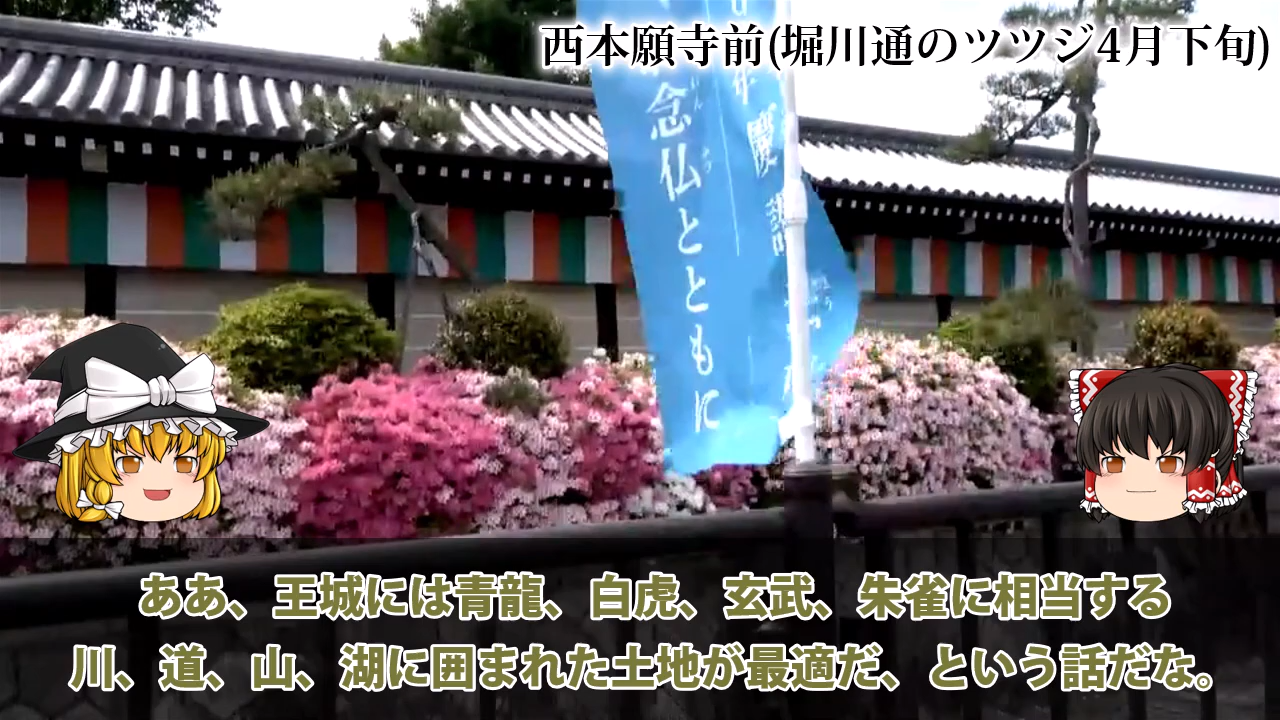 西本願寺前(堀川通のツツジ4月下旬)
念仏とともに
年 慶
ああ、王城には青龍、白虎、玄武、朱雀に相当する
川、道、山、湖に囲まれた土地が最適だ、という話だな。